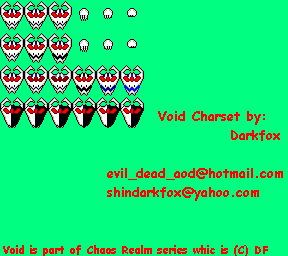 Void Charset by:
Darkfox
evil_dead_aod@hotmail.com
shindarkfox@yahoo.com
Void is part of Chaos Realm series whic is (C) DF